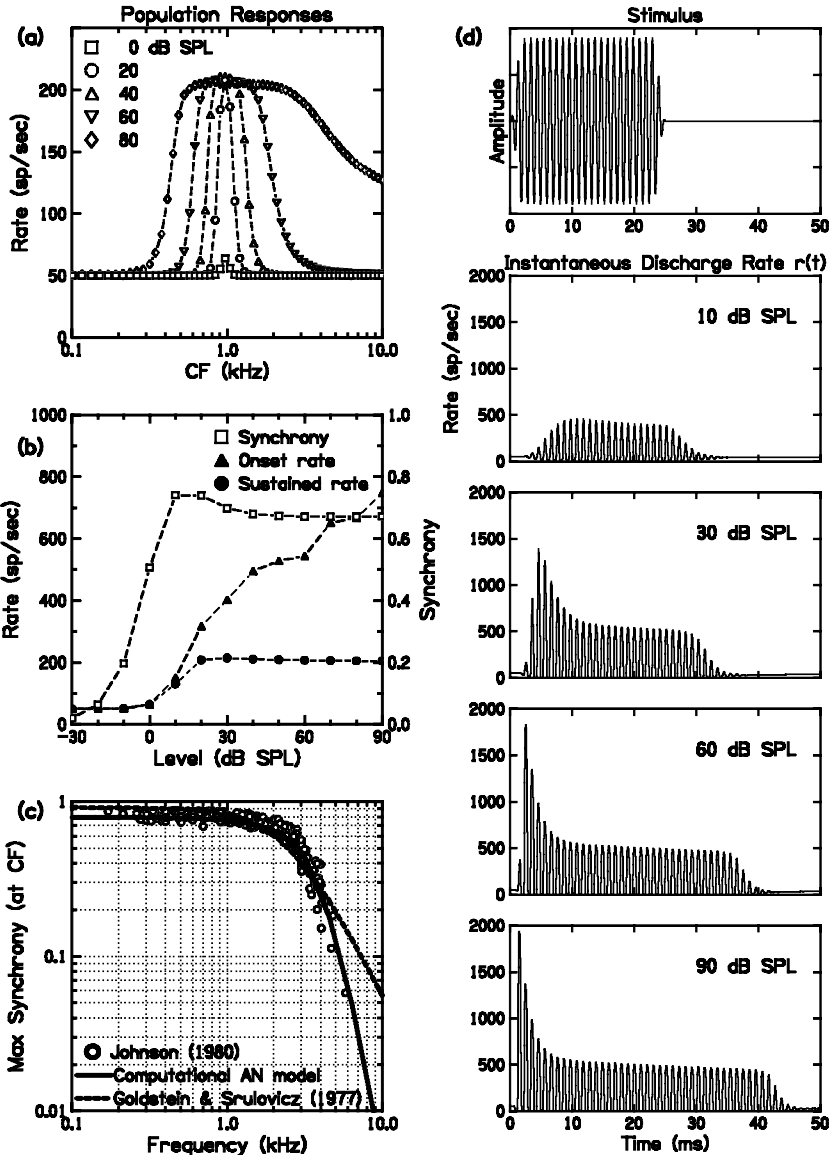 Population Responses
(a)
0 dB SPL
20
40
60
80
Rate (sp/sec)
200
150
100
50
0
0.1
1.0
10.0
CF (kHz)
(b)
Synchrony
Onset rate
Sustained rate
Rate (sp/sec)
1000
800
600
400
200
0
1.0
0.8
0.6
0.4
0.2
0.0
Synchrony
-30
0
30
60
90
Level (dB SPL)
(c)
Max Synchrony (at CF)
1
0.1
0.01
Johnson (1980)
Computational AN model
Goldstein & Srulovicz (1977)
0.1
1.0
10.0
Frequency (kHz)
(d)
Stimulus
Amplitude
0
10
20
30
40
50
Instantaneous Discharge Rate r(t)
Rate (sp/sec)
2000
1500
1000
500
0
10 dB SPL
2000
1500
1000
500
0
30 dB SPL
2000
1500
1000
500
0
60 dB SPL
2000
1500
1000
500
0
90 dB SPL
0
10
20
30
40
50
Time (ms)